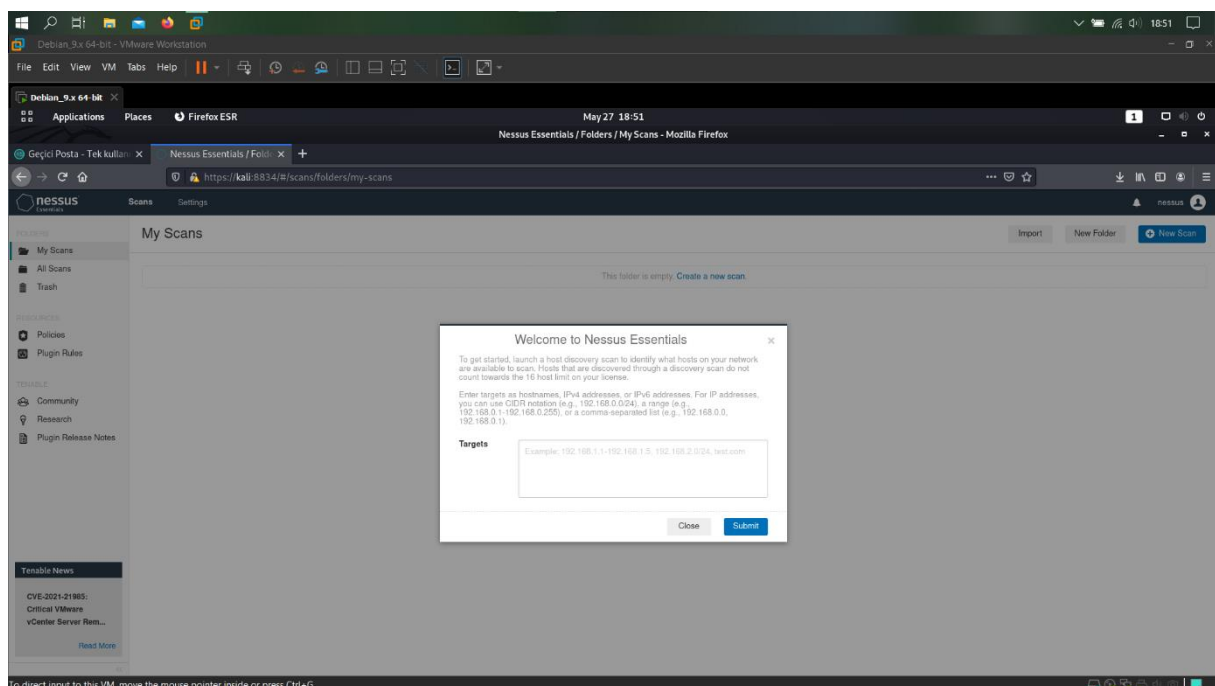 18:51
Debian_9.x 64-bit - VMware Workstation
File Edit View VM Tabs Help
Debian_9.x 64-bit
Applications Places Firefox ESR May 27 18:51 1
Nessus Essentials / Folders / My Scans - Mozilla Firefox
Geçici Posta - Tek kullan Nessus Essentials / Folde
https://kali:8834/#/scans/folders/my-scans
nessus Essentials Scans Settings nessus
FOLDERS
My Scans
All Scans
Trash
RESOURCES
Policies
Plugin Rules
TENABLE
Community
Research
Plugin Release Notes
Tenable News
CVE-2021-21985:
Critical VMware
vCenter Server Rem...
Read More
My Scans Import New Folder New Scan
This folder is empty. Create a new scan.
Welcome to Nessus Essentials
To get started, launch a host discovery scan to identify what hosts on your network
are available to scan. Hosts that are discovered through a discovery scan do not
count towards the 16 host limit on your license.
Enter targets as hostnames, IPv4 addresses, or IPv6 addresses. For IP addresses,
you can use CIDR notation (e.g., 192.168.0.0/24), a range (e.g.,
192.168.0.1-192.168.0.255), or a comma-separated list (e.g., 192.168.0.0,
192.168.0.1).
Targets
Example: 192.168.1.1-192.168.1.5, 192.168.2.0/24, test.com
Close Submit
To direct input to this VM, move the mouse pointer inside or press Ctrl+G.